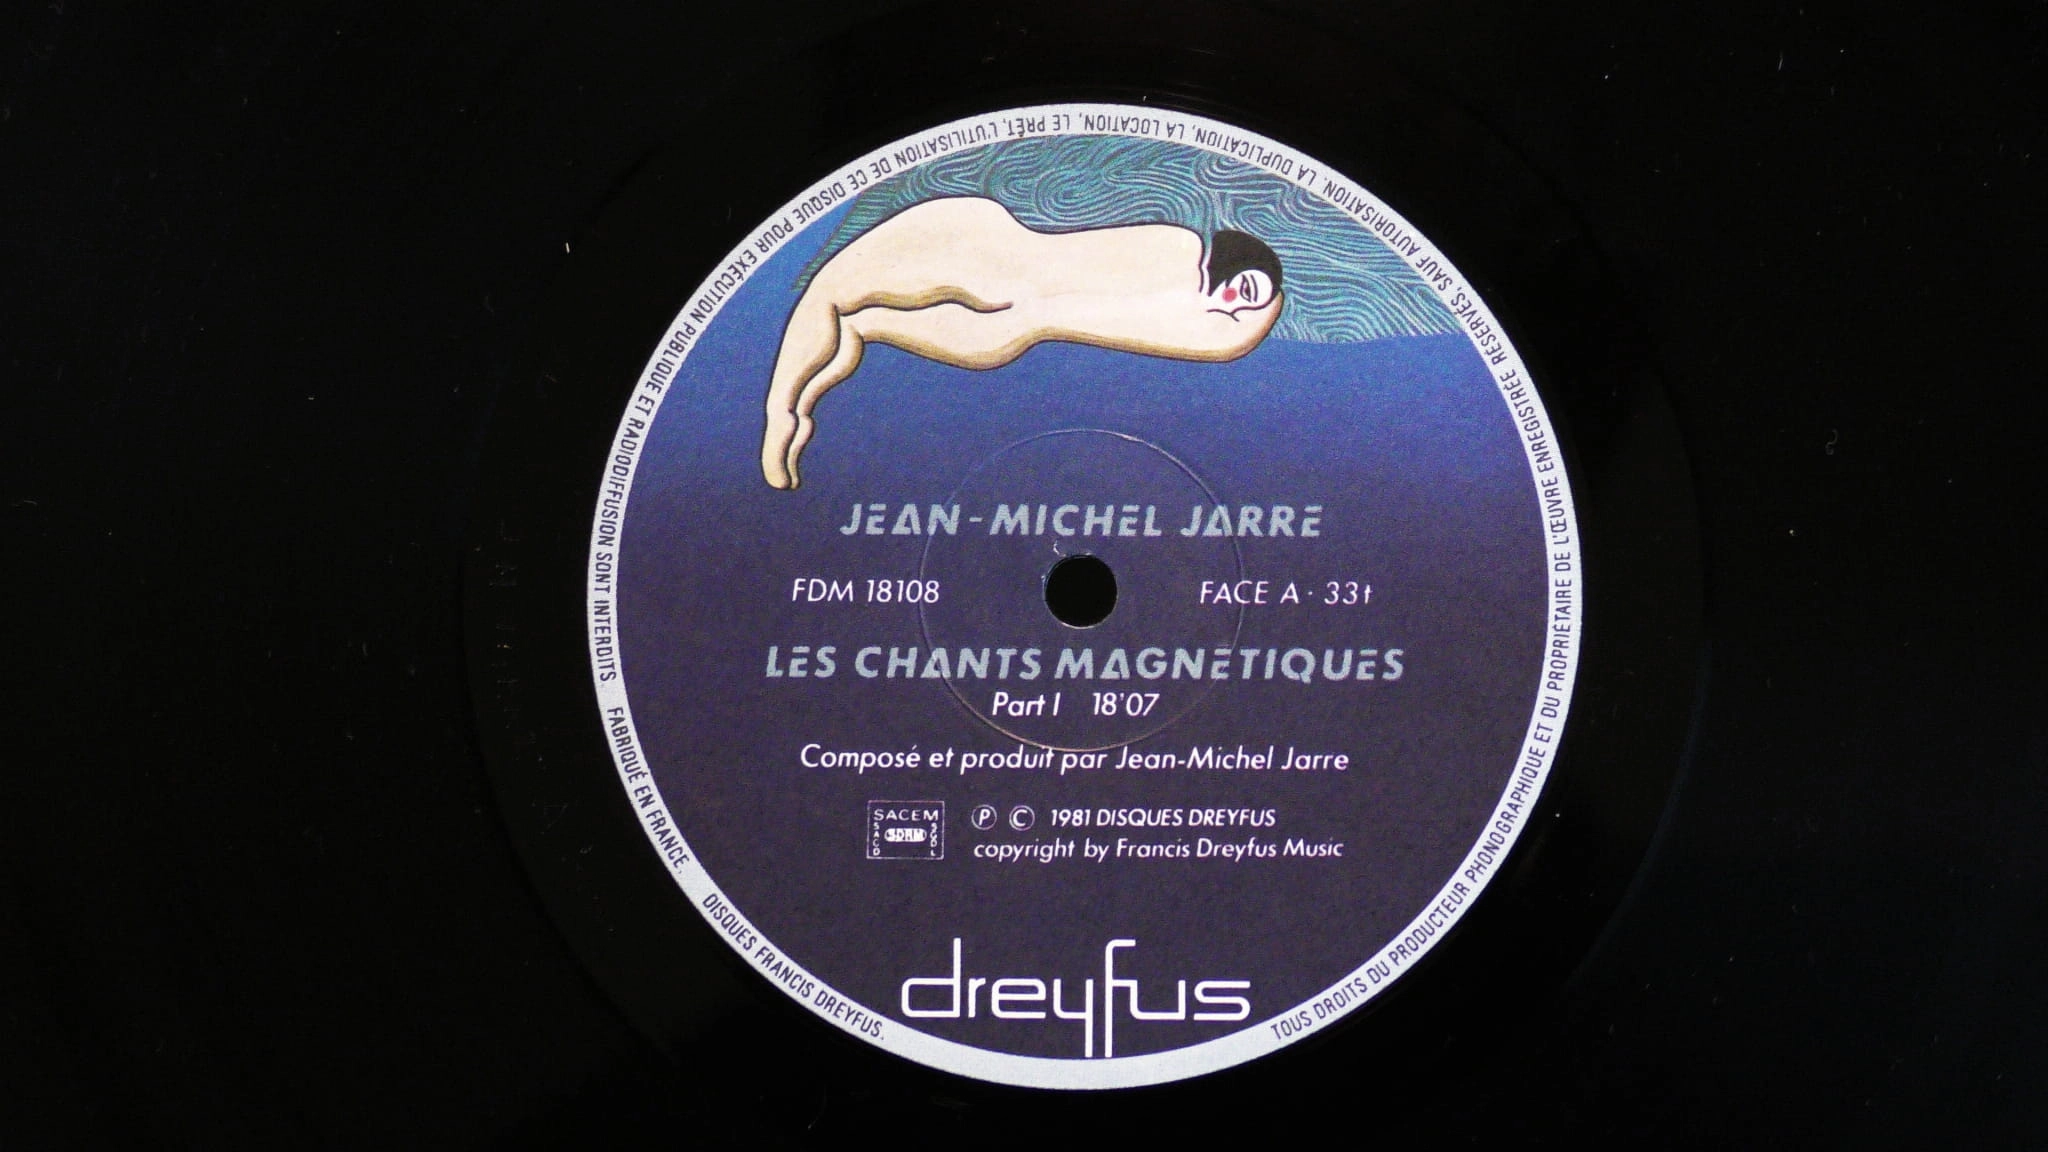 JEAN-MICHEL JARRE
FDM 18108
FACE A · 33t
LES CHANTS MAGNETIQUES
Part I 18'07
Composé et produit par Jean-Michel Jarre
SACEM
SACD SDRM SGDL
Ⓟ © 1981 DISQUES DREYFUS
copyright by Francis Dreyfus Music
dreyfus
TOUS DROITS DU PRODUCTEUR PHONOGRAPHIQUE ET DU PROPRIÉTAIRE DE L'ŒUVRE ENREGISTRÉE RÉSERVÉS. SAUF AUTORISATION, LA DUPLICATION, LA LOCATION, LE PRÊT, L'UTILISATION DE CE DISQUE POUR EXÉCUTION PUBLIQUE ET RADIODIFFUSION SONT INTERDITS. FABRIQUÉ EN FRANCE. DISQUES FRANCIS DREYFUS.